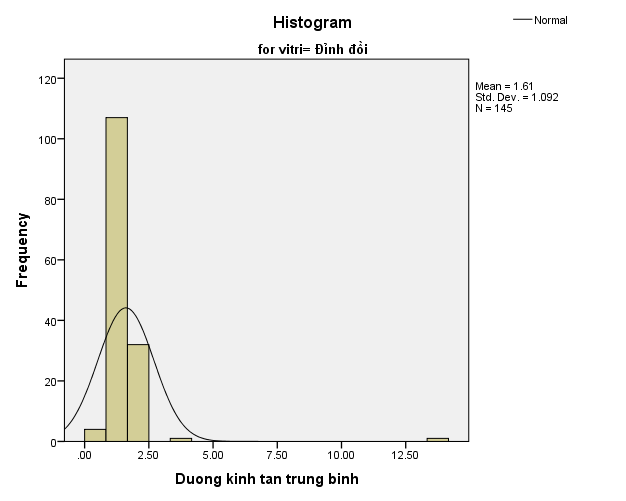 Histogram
for vitri= Đình đồi
Normal
Mean = 1.61
Std. Dev. = 1.092
N = 145
Frequency
120
100
80
60
40
20
0
.00 2.50 5.00 7.50 10.00 12.50
Duong kinh tan trung binh